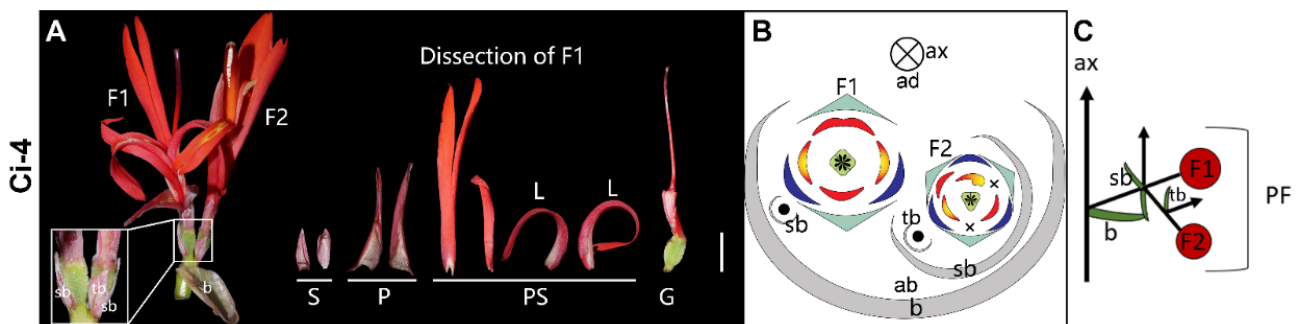 Ci-4
A
F1
F2
Dissection of F1
L
L
S
P
PS
G
sb
tb
sb
b
B
ax
ad
F1
F2
sb
tb
sb
ab
b
C
ax
sb
F1
tb
b
F2
PF